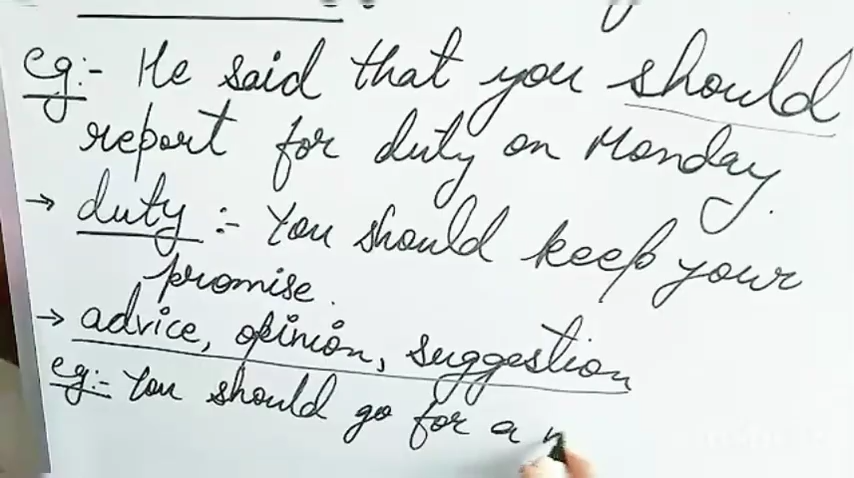 eg:- He said that you should
report for duty on Monday.
→ duty :- You should keep your
promise.
→ advice, opinion, suggestion
eg:- You should go for a